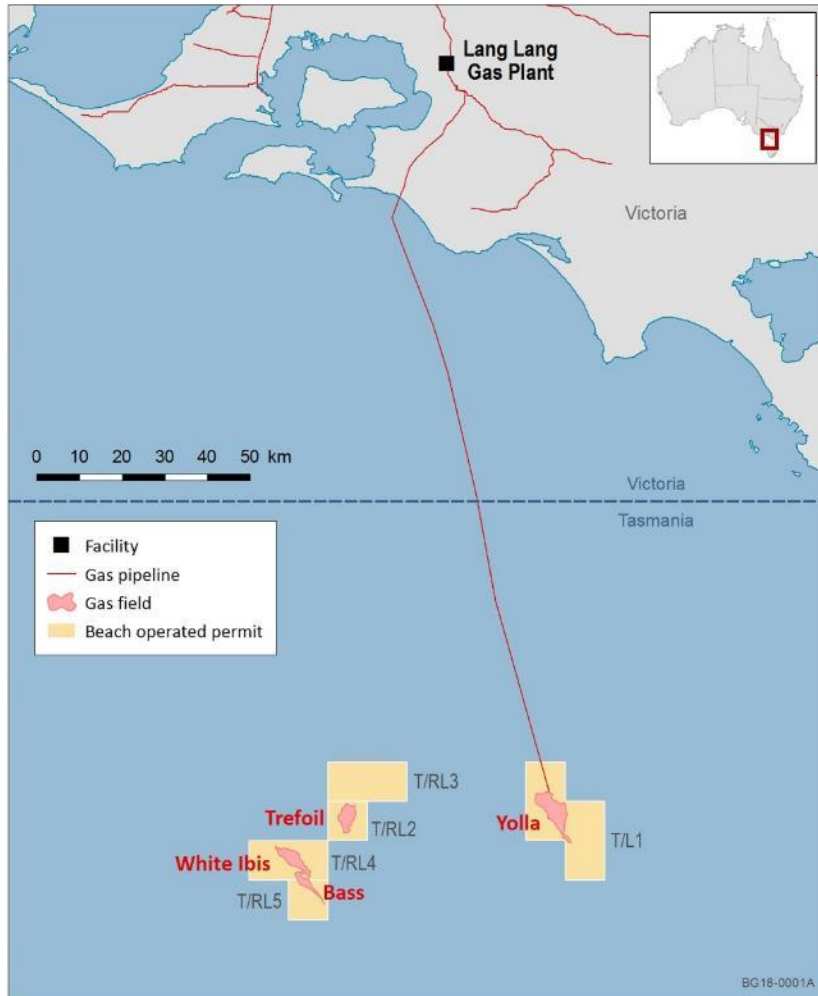 Lang Lang
Gas Plant
Victoria
0 10 20 30 40 50 km
Victoria
Tasmania
Facility
Gas pipeline
Gas field
Beach operated permit
T/RL3
Trefoil
T/RL2
Yolla
T/L1
White Ibis
T/RL4
T/RL5
Bass
BG18-0001A